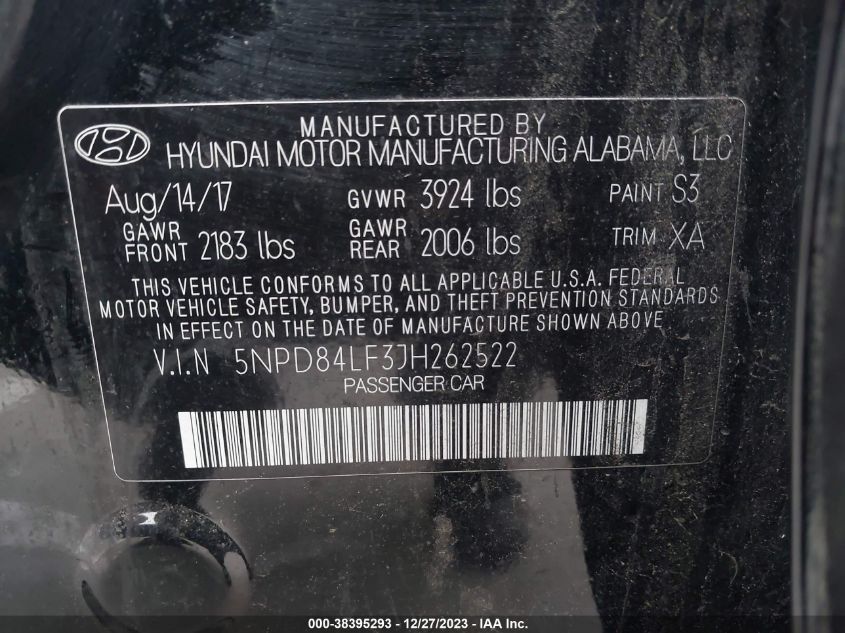 MANUFACTURED BY
HYUNDAI MOTOR MANUFACTURING ALABAMA, LLC
Aug/14/17 GVWR 3924 lbs PAINT S3
GAWR FRONT 2183 lbs GAWR REAR 2006 lbs TRIM XA
THIS VEHICLE CONFORMS TO ALL APPLICABLE U.S.A. FEDERAL
MOTOR VEHICLE SAFETY, BUMPER, AND THEFT PREVENTION STANDARDS
IN EFFECT ON THE DATE OF MANUFACTURE SHOWN ABOVE
V.I.N 5NPD84LF3JH262522
PASSENGER CAR
000-38395293 - 12/27/2023 - IAA Inc.